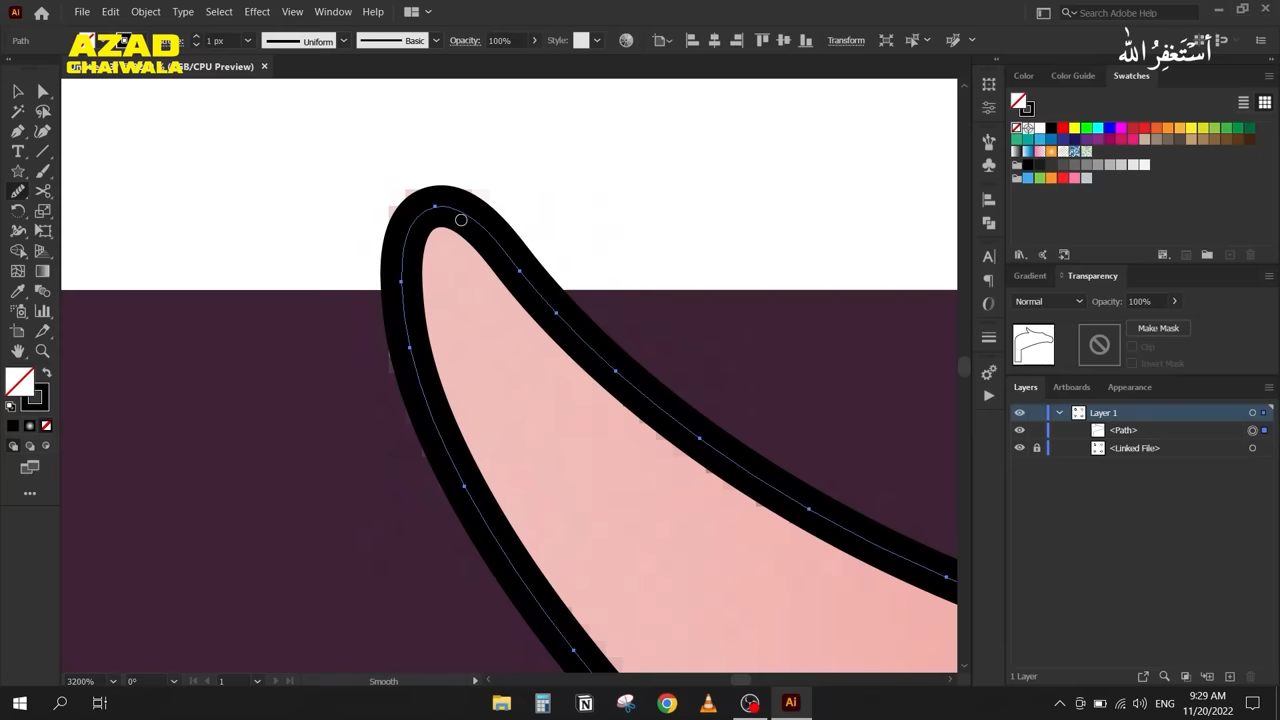 File Edit Object Type Select Effect View Window Help
Search Adobe Help
Path
1 px
Uniform
Basic
Opacity: 100%
Style:
Transform
AZAD
CHAIWALA
أستغفر الله
(RGB/CPU Preview)
Color
Color Guide
Swatches
Gradient
Transparency
Normal
Opacity: 100%
Make Mask
Clip
Invert Mask
Layers
Artboards
Appearance
Layer 1
<Path>
<Linked File>
1 Layer
3200%
0°
1
Smooth
ENG
9:29 AM
11/20/2022